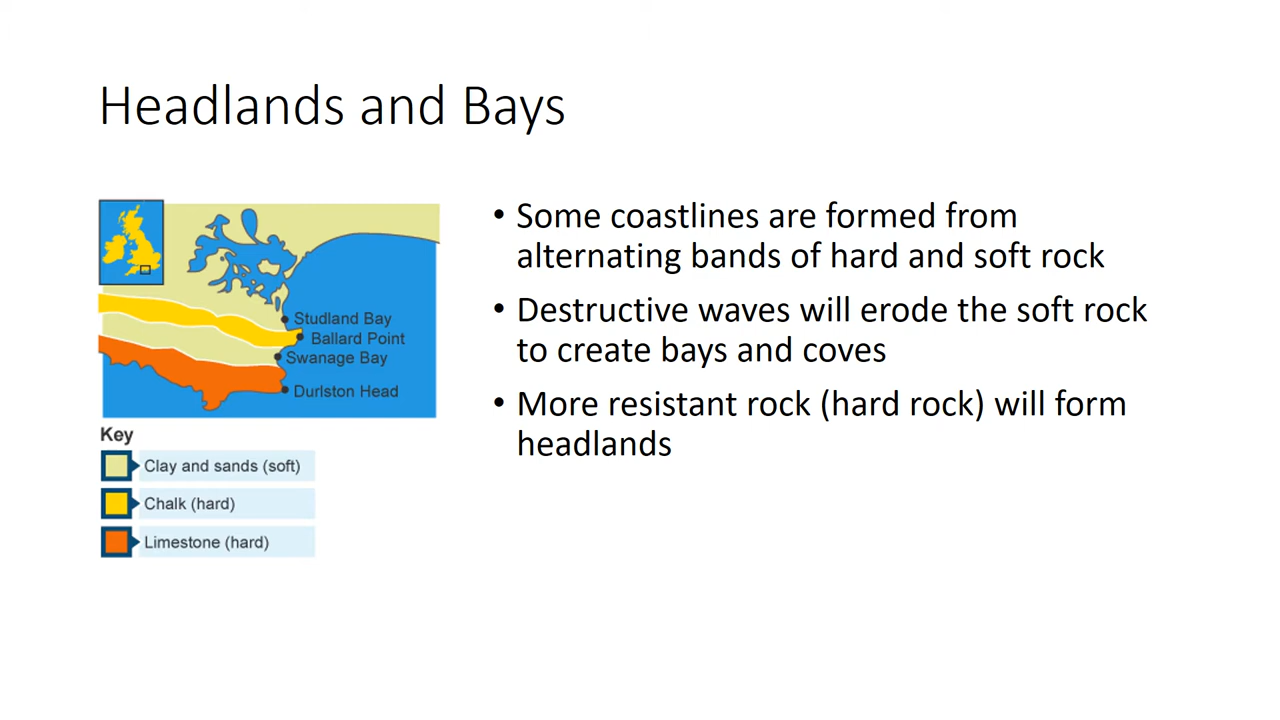 Headlands and Bays
Studland Bay
Ballard Point
Swanage Bay
Durlston Head
Key
Clay and sands (soft)
Chalk (hard)
Limestone (hard)
• Some coastlines are formed from
alternating bands of hard and soft rock
• Destructive waves will erode the soft rock
to create bays and coves
• More resistant rock (hard rock) will form
headlands